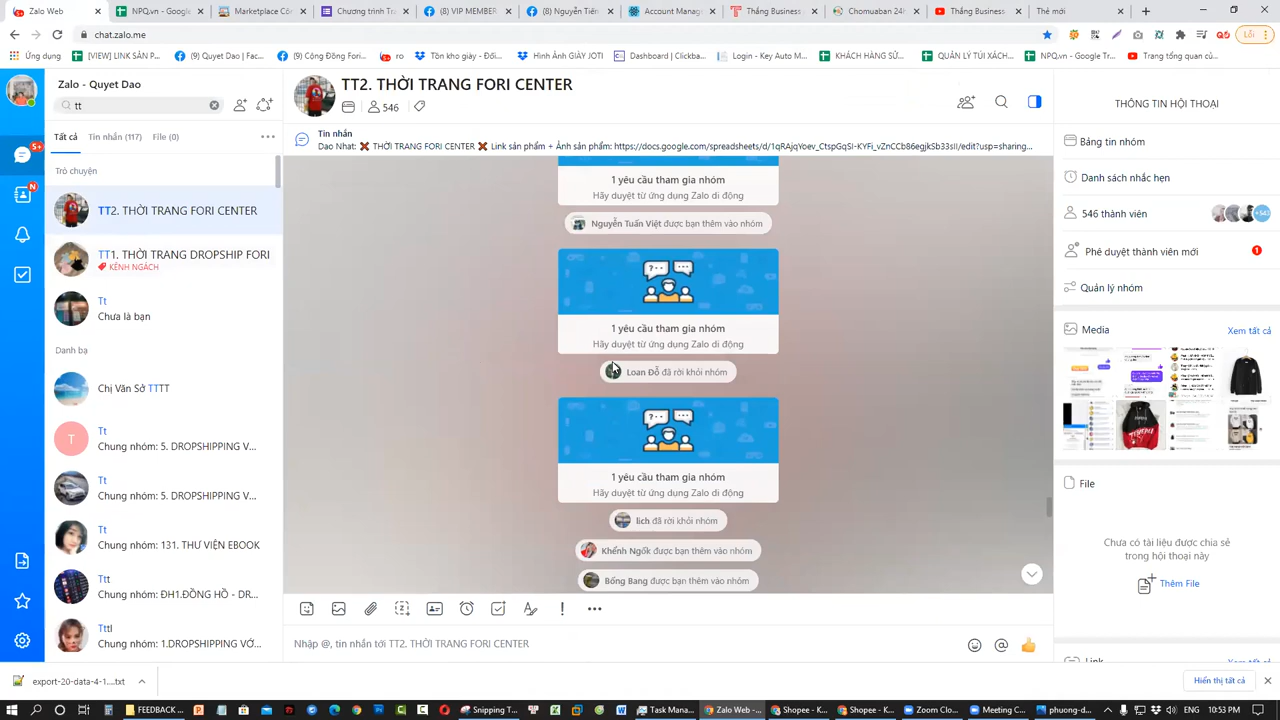 Zalo Web
NPQ.vn - Google
Marketplace Cô
Chương trình Tra
(8) VIP MEMBER
(8) Nguyễn Tiến
Account Manag
Thắng Business
Chomuaban 24h
Thắng Business
Thẻ mới
chat.zalo.me
Lỗi
Ứng dụng
[VIEW] LINK SẢN P...
(9) Quyet Dao | Fac...
(9) Cộng Đồng Fori...
ro
Tồn kho giày - Đối...
Hình Ảnh GIÀY JOTI
Dashboard | Clickba...
Login - Key Auto M...
KHÁCH HÀNG SỬ...
QUẢN LÝ TÚI XÁCH...
NPQ.vn - Google Tr...
Trang tổng quan củ...
Zalo - Quyet Dao
tt
Tất cả
Tin nhắn (117)
File (0)
Trò chuyện
TT2. THỜI TRANG FORI CENTER
TT1. THỜI TRANG DROPSHIP FORI
KÊNH NGÁCH
Tt
Chưa là bạn
Danh bạ
Chị Vân Sở TTTT
T
Tt
Chung nhóm: 5. DROPSHIPPING V...
Tt
Chung nhóm: 5. DROPSHIPPING V...
Tt
Chung nhóm: 131. THƯ VIỆN EBOOK
Ttt
Chung nhóm: ĐH1.ĐỒNG HỒ - DR...
Tttl
Chung nhóm: 1.DROPSHIPPING VỚ...
5+
N
TT2. THỜI TRANG FORI CENTER
546
Tin nhắn
Dao Nhat: ❌ THỜI TRANG FORI CENTER ❌ Link sản phẩm + Ảnh sản phẩm: https://docs.google.com/spreadsheets/d/1qRAjqYoev_CtspGqSI-KYFi_vZnCCb86egjkSb33sII/edit?usp=sharing...
1 yêu cầu tham gia nhóm
Hãy duyệt từ ứng dụng Zalo di động
Nguyễn Tuấn Việt được bạn thêm vào nhóm
1 yêu cầu tham gia nhóm
Hãy duyệt từ ứng dụng Zalo di động
Loan Đỗ đã rời khỏi nhóm
1 yêu cầu tham gia nhóm
Hãy duyệt từ ứng dụng Zalo di động
lich đã rời khỏi nhóm
Khểnh Ngốk được bạn thêm vào nhóm
Bống Bang được bạn thêm vào nhóm
Nhập @, tin nhắn tới TT2. THỜI TRANG FORI CENTER
THÔNG TIN HỘI THOẠI
Bảng tin nhóm
Danh sách nhắc hẹn
546 thành viên
+543
Phê duyệt thành viên mới
1
Quản lý nhóm
Media
Xem tất cả
File
Chưa có tài liệu được chia sẻ
trong hội thoại này
Thêm File
Link
export-20-data-4-1....txt
Hiển thị tất cả
FEEDBACK ...
Snipping T...
Task Mana...
Zalo Web -...
Shopee - K...
Shopee - K...
Zoom Clo...
Zoom Meet...
phuong-d...
ENG
10:53 PM